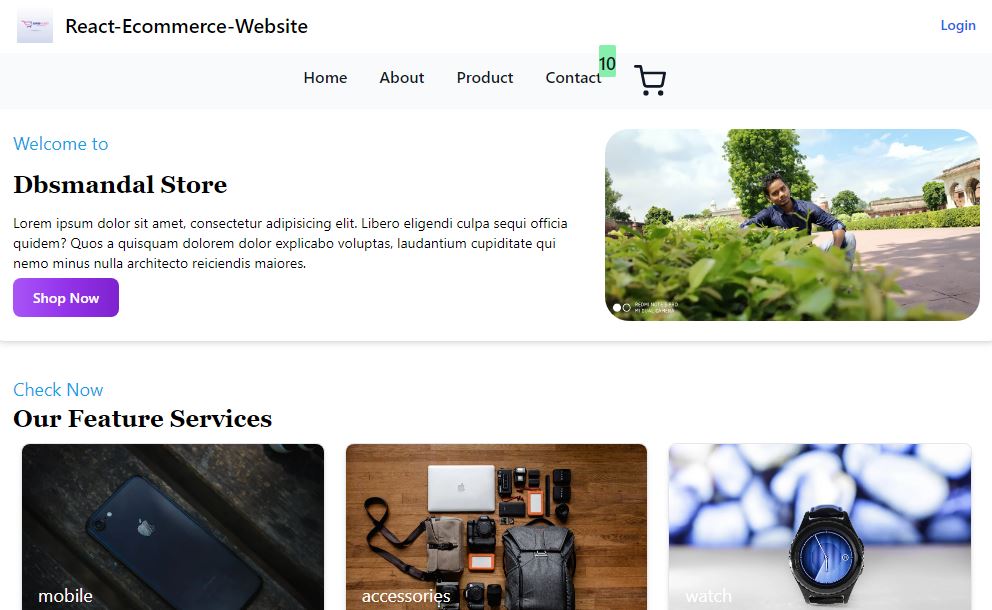 React-Ecommerce-Website
Login
Home
About
Product
Contact
10
Welcome to
Dbsmandal Store
Lorem ipsum dolor sit amet, consectetur adipisicing elit. Libero eligendi culpa sequi officia
quidem? Quos a quisquam dolorem dolor explicabo voluptas, laudantium cupiditate qui
nemo minus nulla architecto reiciendis maiores.
Shop Now
REDMI NOTE 5 PRO
MI DUAL CAMERA
Check Now
Our Feature Services
mobile
accessories
watch